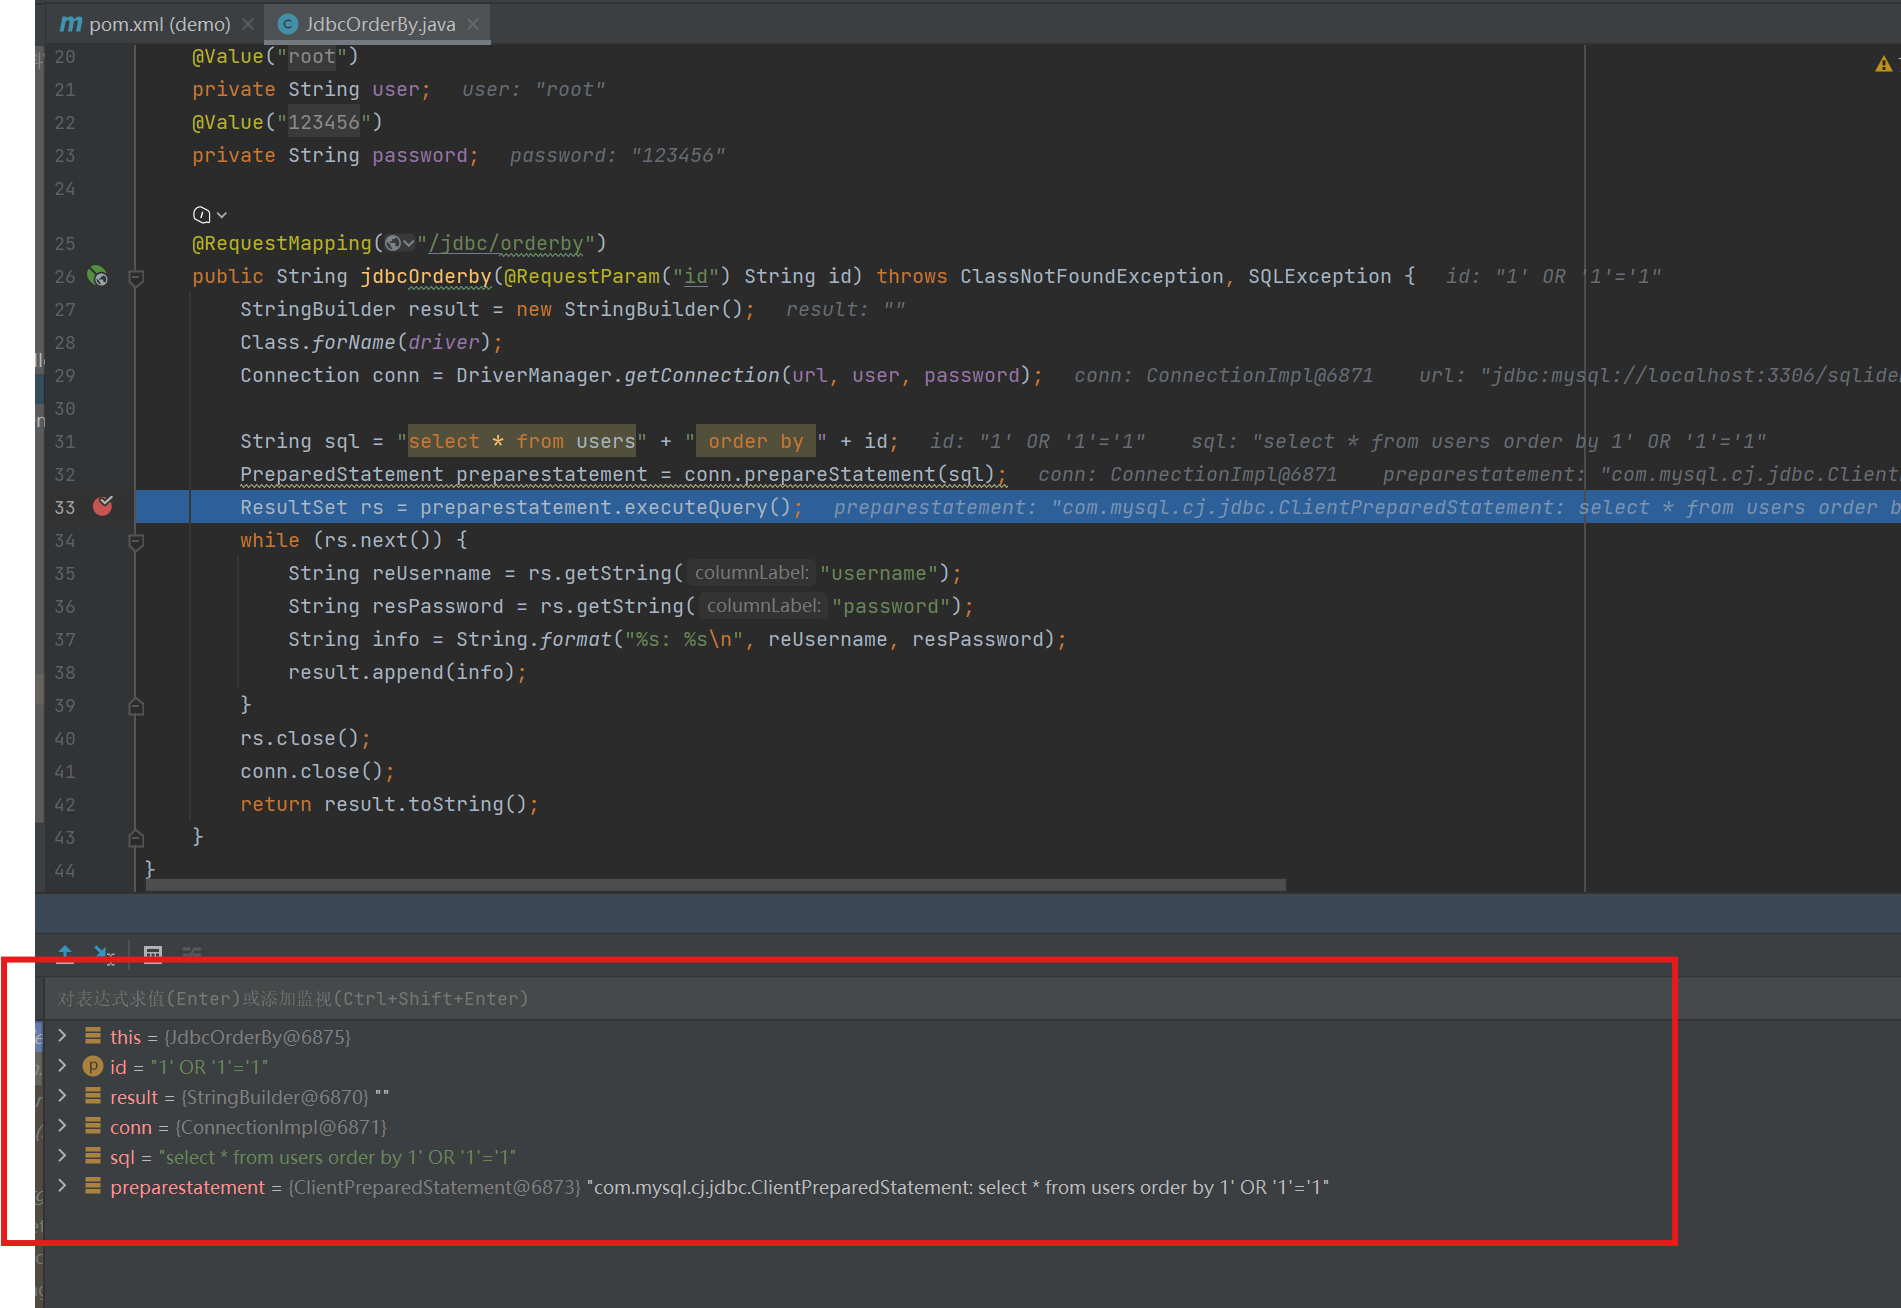 pom.xml (demo)
JdbcOrderBy.java
20 @Value("root")
21 private String user; user: "root"
22 @Value("123456")
23 private String password; password: "123456"
24
25 @RequestMapping("/jdbc/orderby")
26 public String jdbcOrderby(@RequestParam("id") String id) throws ClassNotFoundException, SQLException { id: "1' OR '1'='1"
27 StringBuilder result = new StringBuilder(); result: ""
28 Class.forName(driver);
29 Connection conn = DriverManager.getConnection(url, user, password); conn: ConnectionImpl@6871 url: "jdbc:mysql://localhost:3306/sqlide
30
31 String sql = "select * from users" + " order by " + id; id: "1' OR '1'='1" sql: "select * from users order by 1' OR '1'='1"
32 PreparedStatement preparestatement = conn.prepareStatement(sql); conn: ConnectionImpl@6871 preparestatement: "com.mysql.cj.jdbc.Client
33 ResultSet rs = preparestatement.executeQuery(); preparestatement: "com.mysql.cj.jdbc.ClientPreparedStatement: select * from users order b
34 while (rs.next()) {
35 String reUsername = rs.getString( columnLabel: "username");
36 String resPassword = rs.getString( columnLabel: "password");
37 String info = String.format("%s: %s\n", reUsername, resPassword);
38 result.append(info);
39 }
40 rs.close();
41 conn.close();
42 return result.toString();
43 }
44 }
对表达式求值(Enter)或添加监视(Ctrl+Shift+Enter)
this = {JdbcOrderBy@6875}
p id = "1' OR '1'='1"
result = {StringBuilder@6870} ""
conn = {ConnectionImpl@6871}
sql = "select * from users order by 1' OR '1'='1"
preparestatement = {ClientPreparedStatement@6873} "com.mysql.cj.jdbc.ClientPreparedStatement: select * from users order by 1' OR '1'='1"